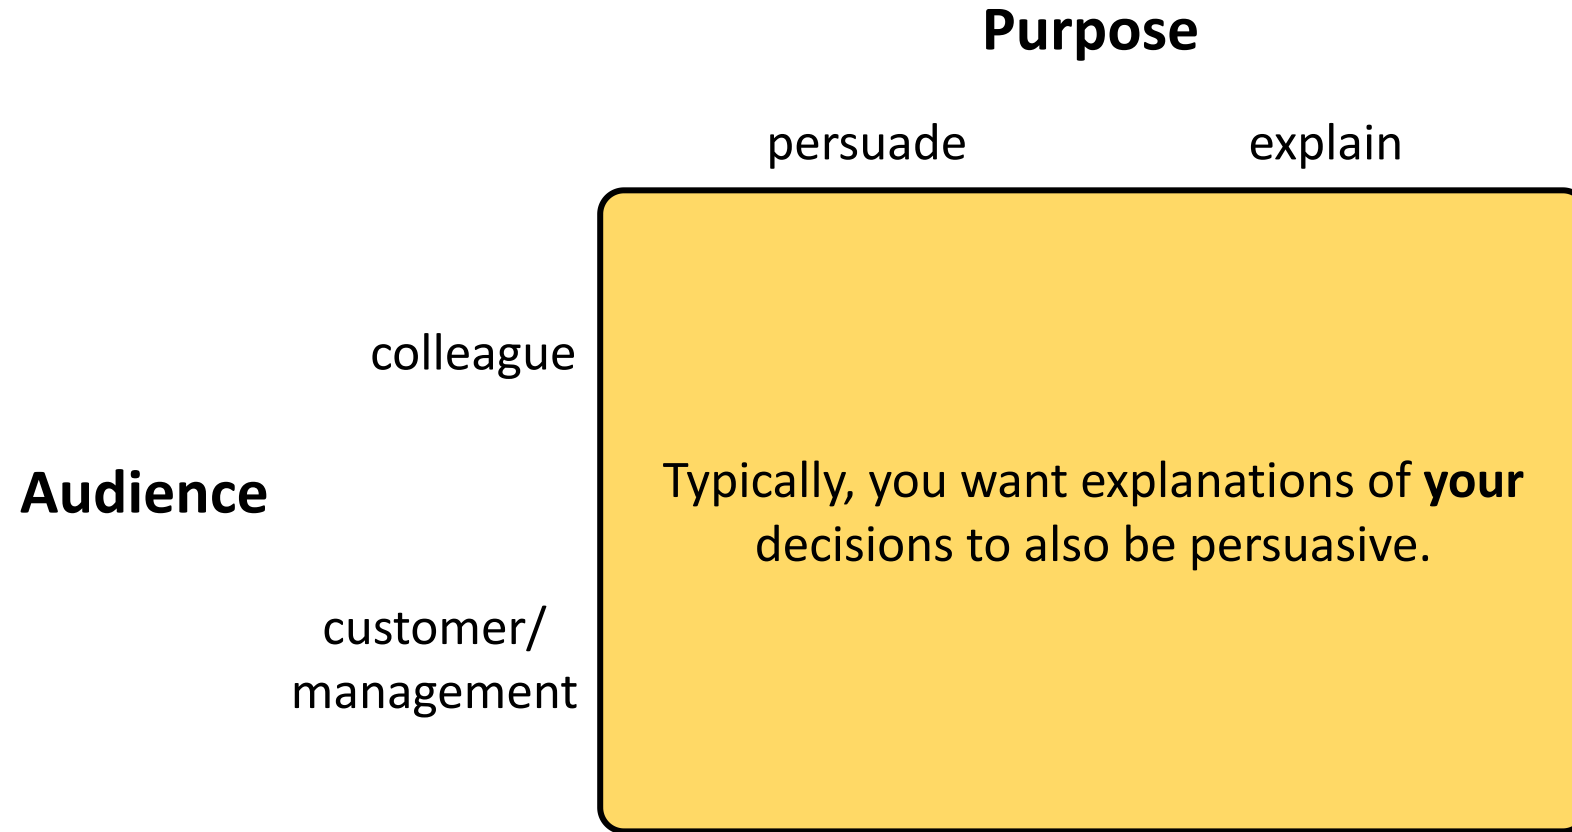 Purpose
persuade explain
colleague
Audience
Typically, you want explanations of your
decisions to also be persuasive.
customer/
management